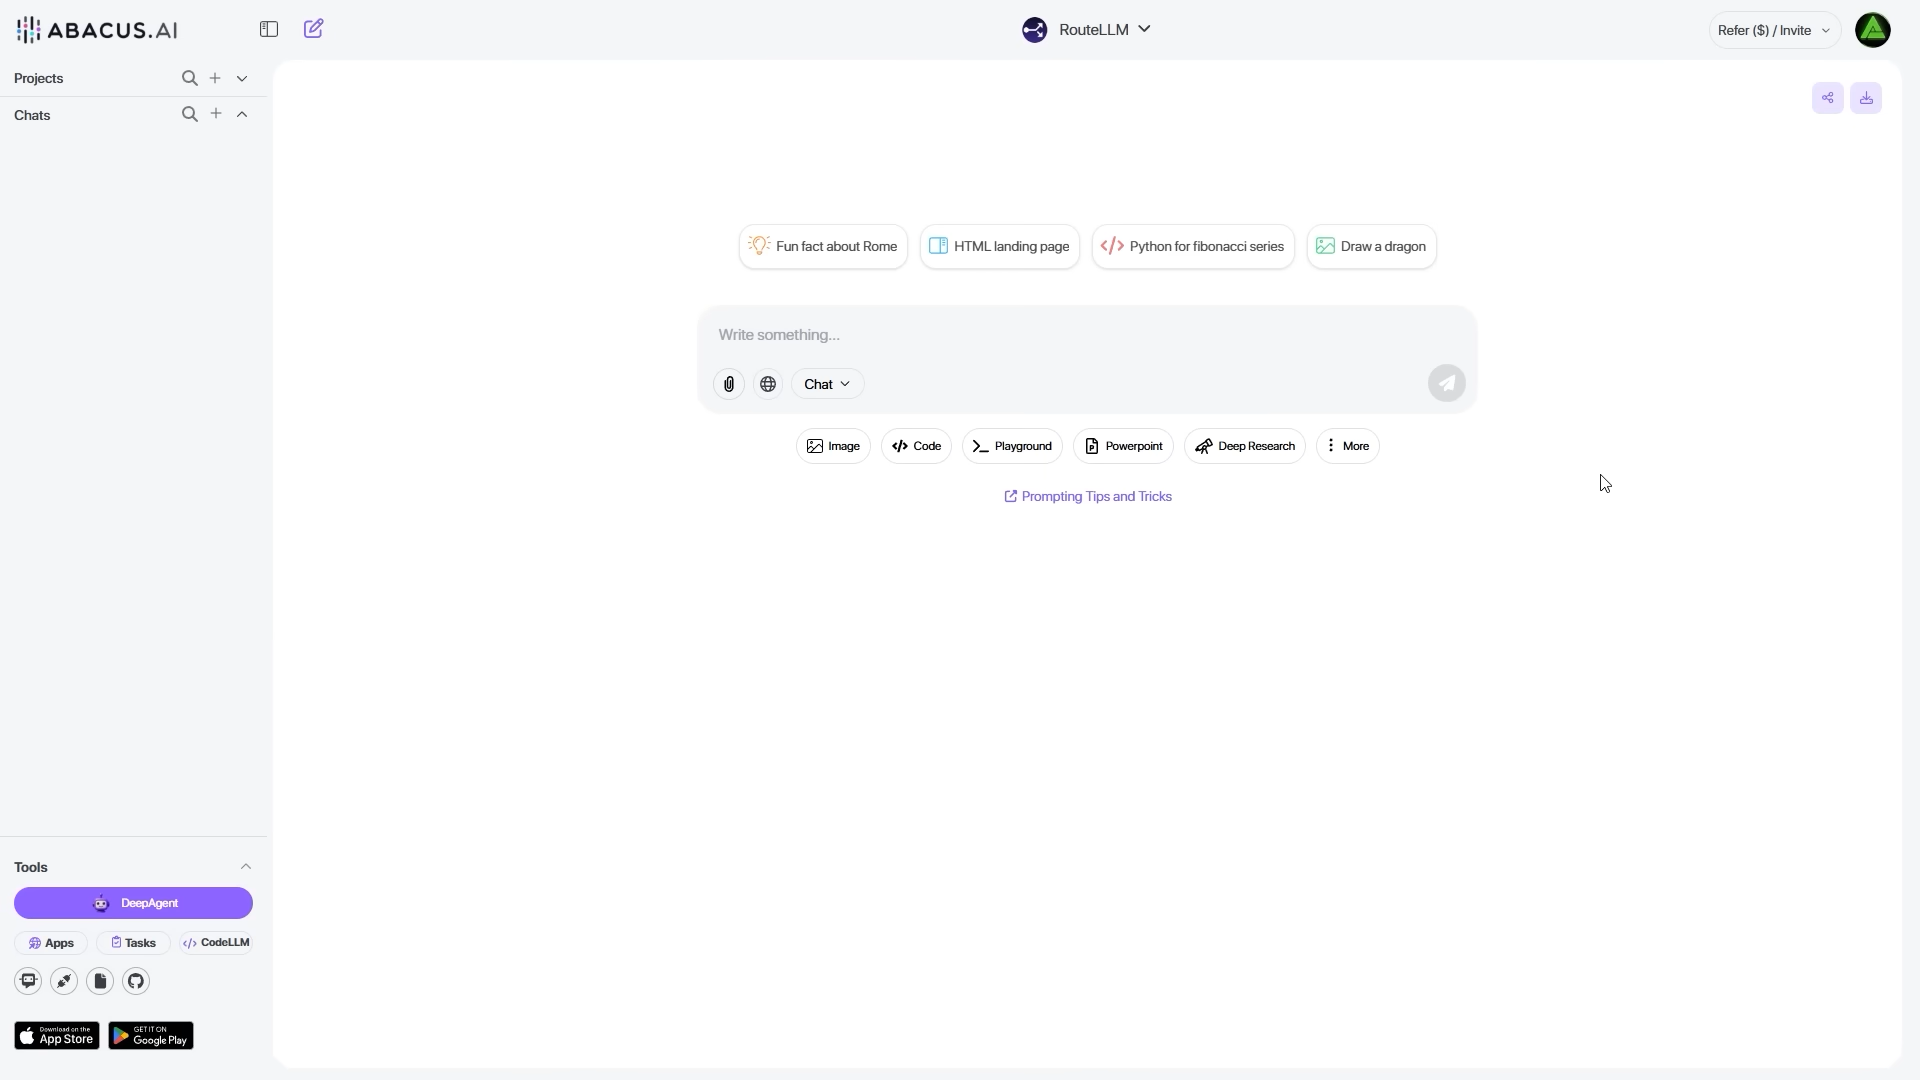 ABACUS.AI
RouteLLM
Refer ($) / Invite
Projects
Chats
Fun fact about Rome
HTML landing page
Python for fibonacci series
Draw a dragon
Write something...
Chat
Image
Code
Playground
Powerpoint
Deep Research
More
Prompting Tips and Tricks
Tools
DeepAgent
Apps
Tasks
CodeLLM
Download on the
App Store
GET IT ON
Google Play